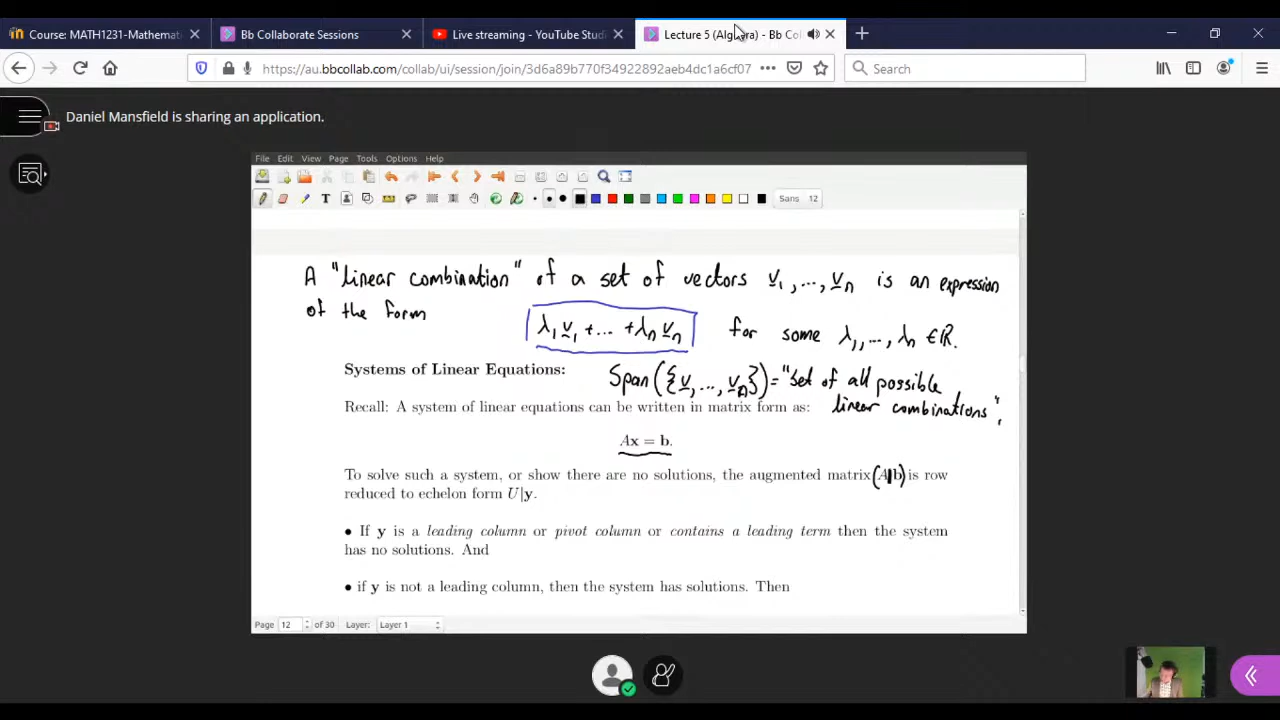 Course: MATH1231-Mathemat
Bb Collaborate Sessions
Live streaming - YouTube Stud
Lecture 5 (Algebra) - Bb Col
https://au.bbcollab.com/collab/ui/session/join/3d6a89b770f34922892aeb4dc1a6cf07
Search
Daniel Mansfield is sharing an application.
File Edit View Page Tools Options Help
Sans 12
A "linear combination" of a set of vectors v₁,...,vₙ is an expression
of the form
λ₁v₁+... +λₙvₙ for some λ₁,...,λₙ ∈ℝ.
Systems of Linear Equations:
Span({v,...,vₙ})="Set of all possible
linear combinations".
Recall: A system of linear equations can be written in matrix form as:
Ax = b.
To solve such a system, or show there are no solutions, the augmented matrix (A|b) is row
reduced to echelon form U|y.
• If y is a leading column or pivot column or contains a leading term then the system
has no solutions. And
• if y is not a leading column, then the system has solutions. Then
Page 12 of 30 Layer: Layer 1